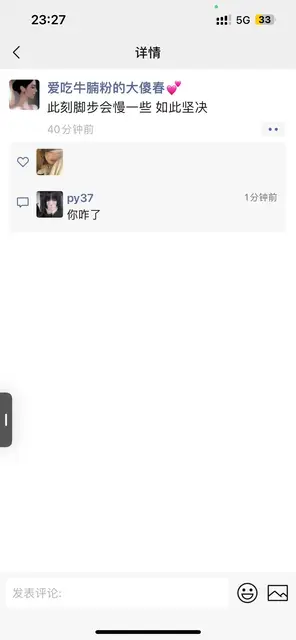 23:27
5G
33
详情
爱吃牛腩粉的大傻春💕
此刻脚步会慢一些 如此坚决
40分钟前
py37
1分钟前
你咋了
发表评论: